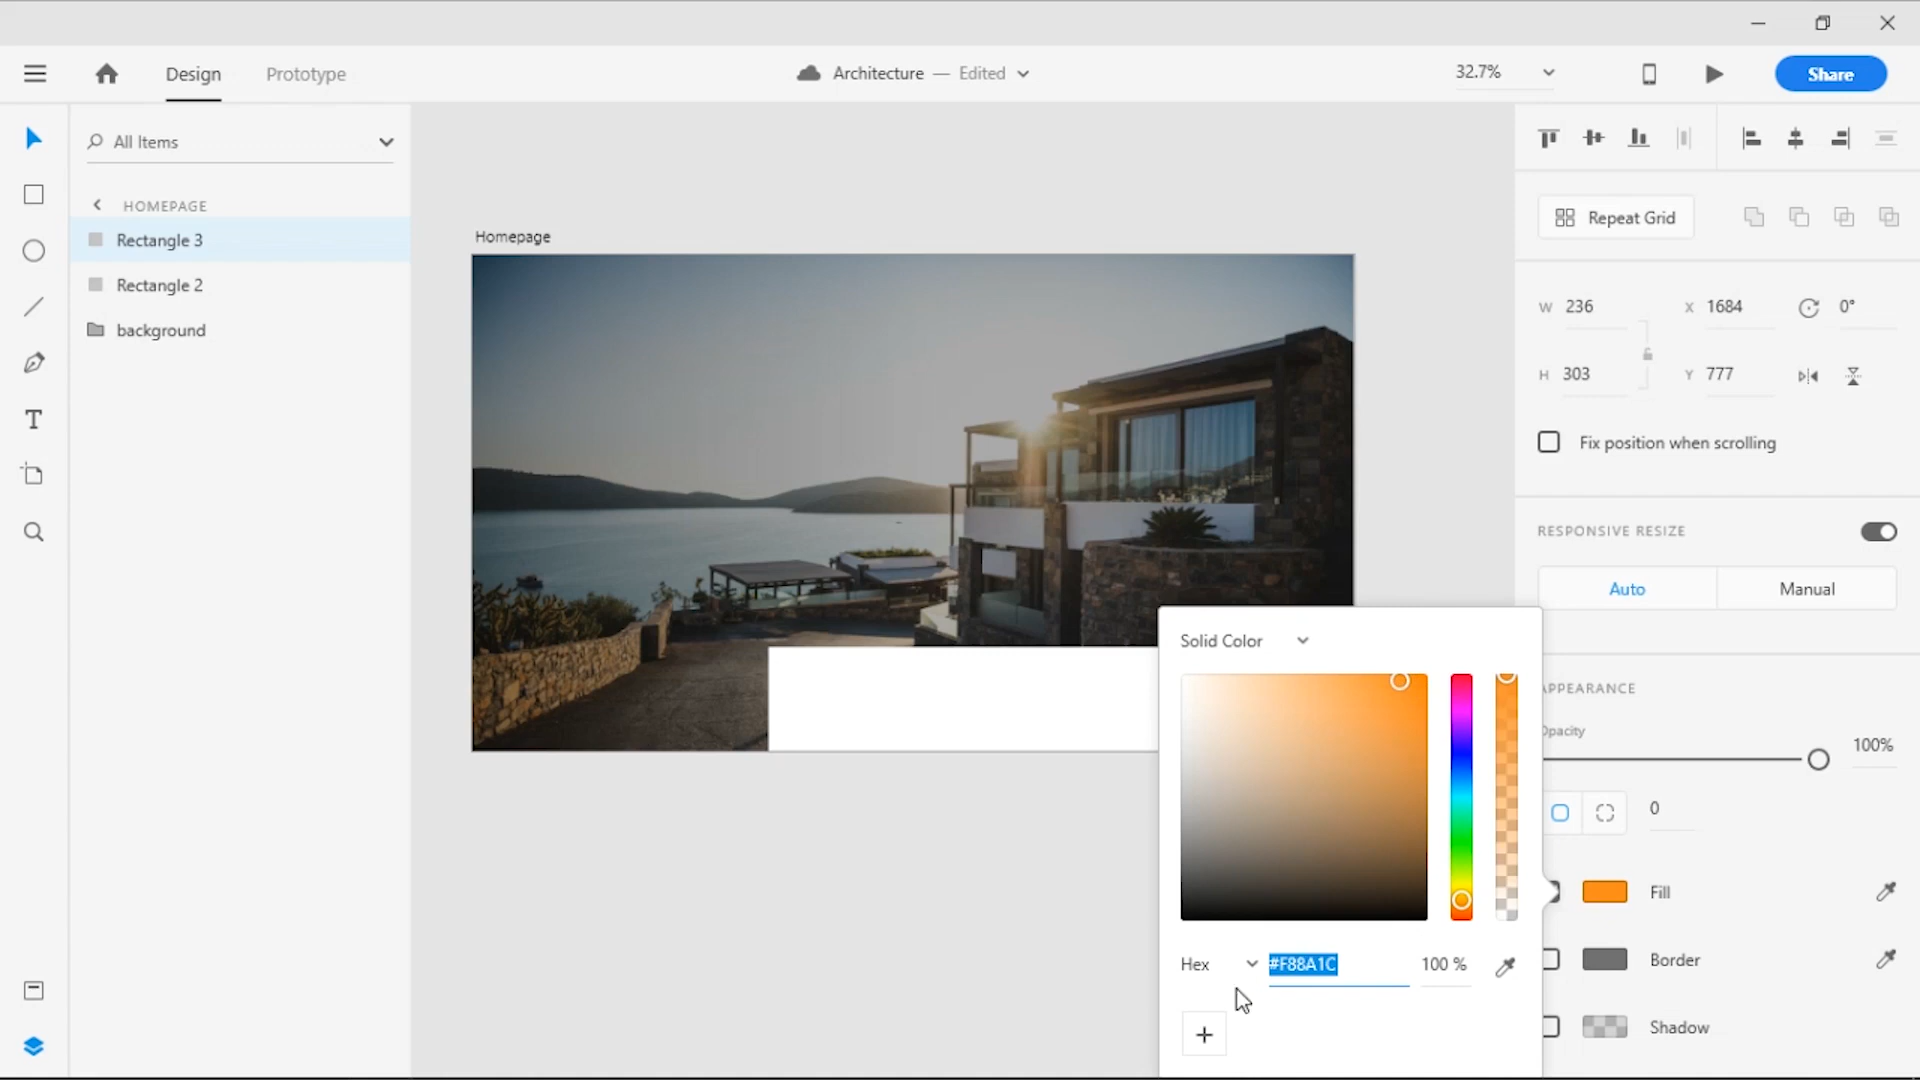 Design
Prototype
Architecture — Edited
32.7%
Share
All Items
HOMEPAGE
Rectangle 3
Rectangle 2
background
Homepage
Repeat Grid
W 236
X 1684
0°
H 303
Y 777
Fix position when scrolling
RESPONSIVE RESIZE
Auto
Manual
APPEARANCE
Opacity
100%
0
Fill
Border
Shadow
Solid Color
Hex
#F88A1C
100 %
+
T